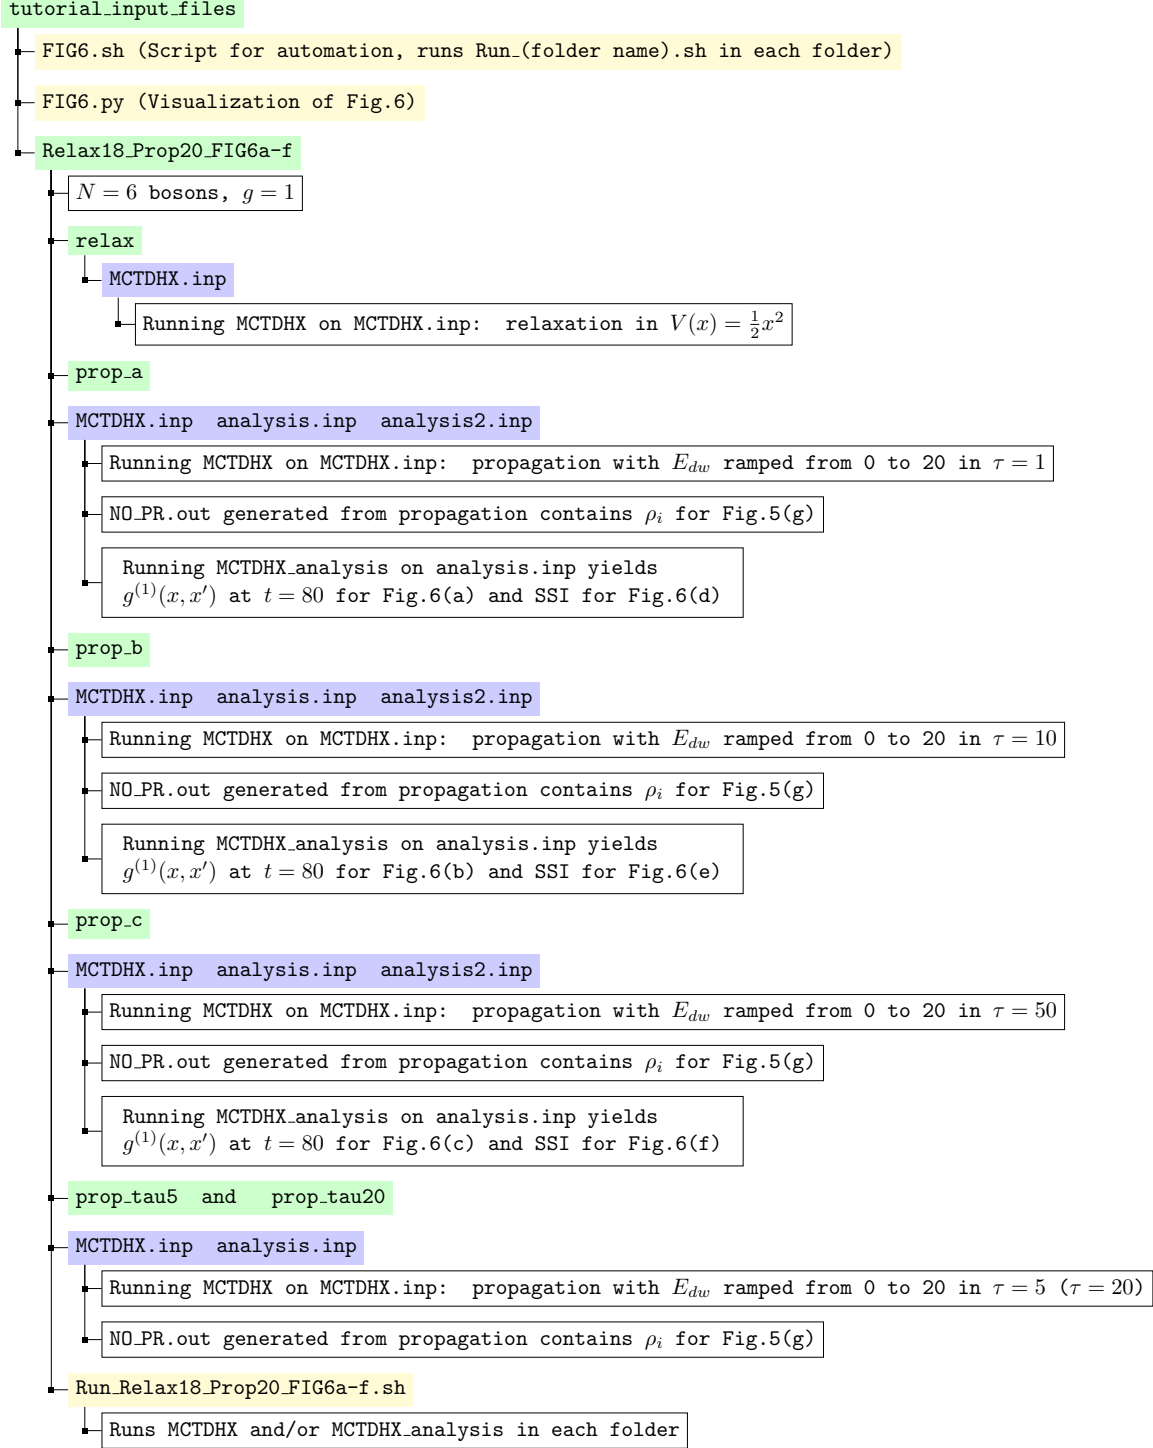 tutorial_input_files
FIG6.sh (Script for automation, runs Run_(folder name).sh in each folder)
FIG6.py (Visualization of Fig.6)
Relax18_Prop20_FIG6a-f
N = 6 bosons, g = 1
relax
MCTDHX.inp
Running MCTDHX on MCTDHX.inp: relaxation in V(x) = ½x²
prop_a
MCTDHX.inp analysis.inp analysis2.inp
Running MCTDHX on MCTDHX.inp: propagation with E_dw ramped from 0 to 20 in τ = 1
NO_PR.out generated from propagation contains ρ_i for Fig.5(g)
Running MCTDHX_analysis on analysis.inp yields
g⁽¹⁾(x, x′) at t = 80 for Fig.6(a) and SSI for Fig.6(d)
prop_b
MCTDHX.inp analysis.inp analysis2.inp
Running MCTDHX on MCTDHX.inp: propagation with E_dw ramped from 0 to 20 in τ = 10
NO_PR.out generated from propagation contains ρ_i for Fig.5(g)
Running MCTDHX_analysis on analysis.inp yields
g⁽¹⁾(x, x′) at t = 80 for Fig.6(b) and SSI for Fig.6(e)
prop_c
MCTDHX.inp analysis.inp analysis2.inp
Running MCTDHX on MCTDHX.inp: propagation with E_dw ramped from 0 to 20 in τ = 50
NO_PR.out generated from propagation contains ρ_i for Fig.5(g)
Running MCTDHX_analysis on analysis.inp yields
g⁽¹⁾(x, x′) at t = 80 for Fig.6(c) and SSI for Fig.6(f)
prop_tau5 and prop_tau20
MCTDHX.inp analysis.inp
Running MCTDHX on MCTDHX.inp: propagation with E_dw ramped from 0 to 20 in τ = 5 (τ = 20)
NO_PR.out generated from propagation contains ρ_i for Fig.5(g)
Run_Relax18_Prop20_FIG6a-f.sh
Runs MCTDHX and/or MCTDHX_analysis in each folder